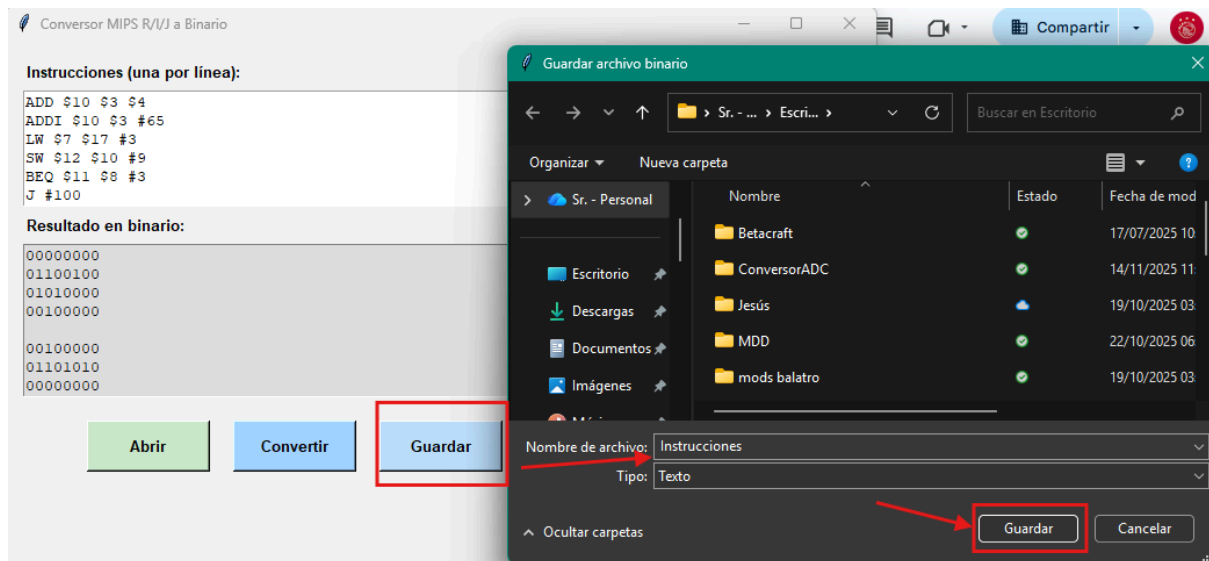 Conversor MIPS R/I/J a Binario
Compartir
Instrucciones (una por línea):
ADD $10 $3 $4
ADDI $10 $3 #65
LW $7 $17 #3
SW $12 $10 #9
BEQ $11 $8 #3
J #100
Resultado en binario:
00000000
01100100
01010000
00100000
00100000
01101010
00000000
Abrir
Convertir
Guardar
Guardar archivo binario
Sr. - ... > Escri... >
Buscar en Escritorio
Organizar
Nueva carpeta
Sr. - Personal
Escritorio
Descargas
Documentos
Imágenes
Nombre Estado Fecha de mod
Betacraft 17/07/2025 10:
ConversorADC 14/11/2025 11:
Jesús 19/10/2025 03:
MDD 22/10/2025 06:
mods balatro 19/10/2025 03:
Nombre de archivo: Instrucciones
Tipo: Texto
Ocultar carpetas
Guardar
Cancelar